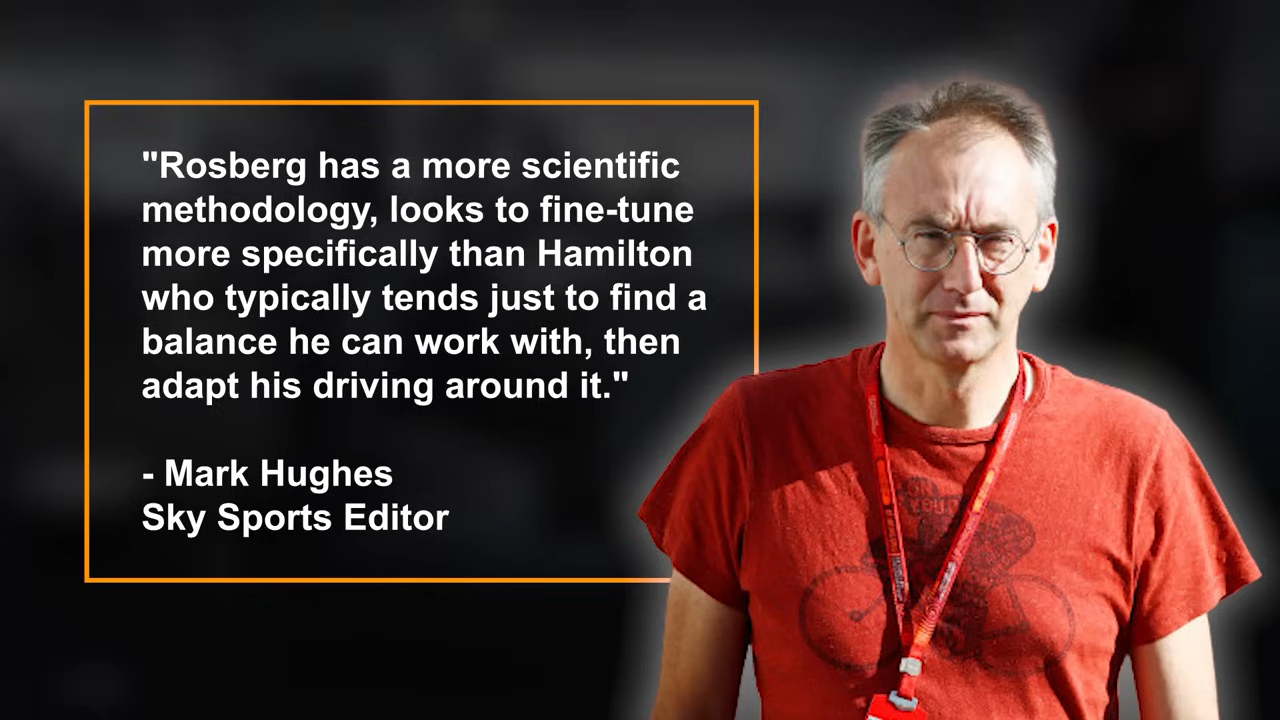 "Rosberg has a more scientific
methodology, looks to fine-tune
more specifically than Hamilton
who typically tends just to find a
balance he can work with, then
adapt his driving around it."
- Mark Hughes
Sky Sports Editor